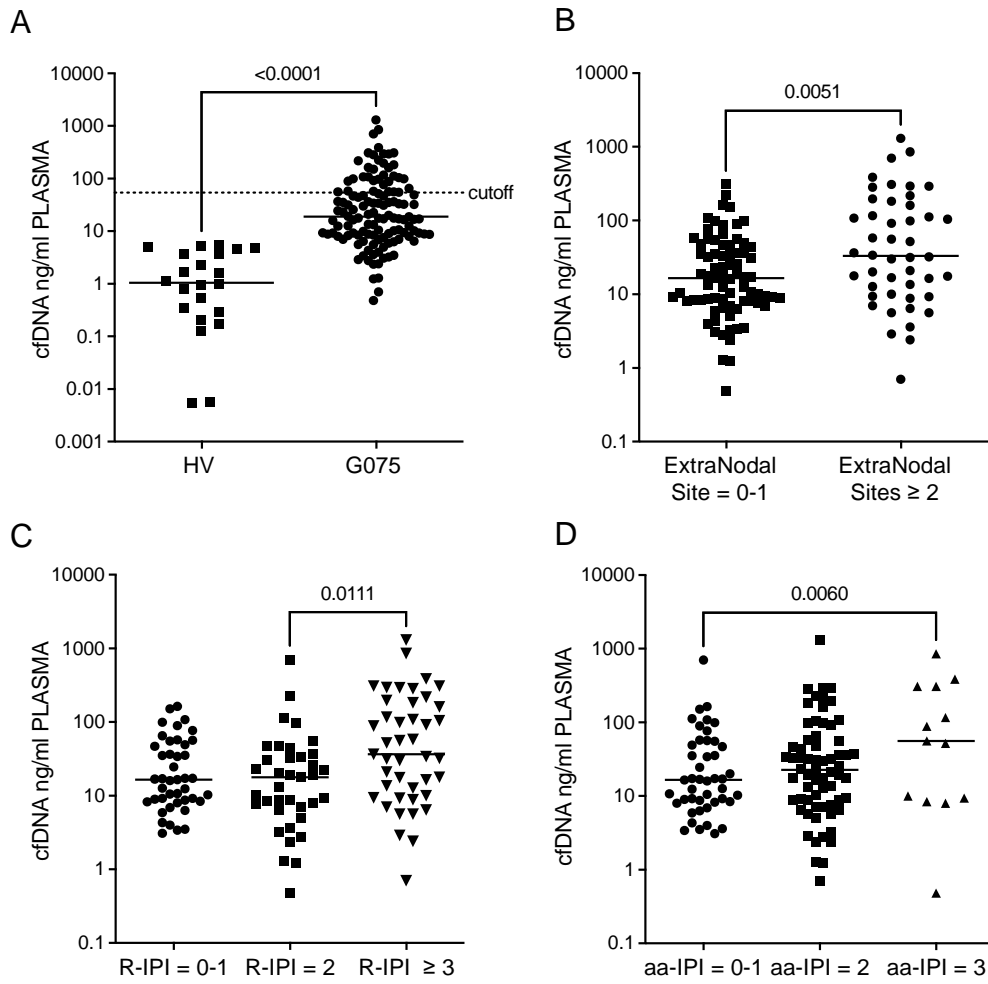 A
cfDNA ng/ml PLASMA
10000
1000
100
10
1
0.1
0.01
0.001
<0.0001
cutoff
HV
G075
B
cfDNA ng/ml PLASMA
10000
1000
100
10
1
0.1
0.0051
ExtraNodal
Site = 0-1
ExtraNodal
Sites ≥ 2
C
cfDNA ng/ml PLASMA
10000
1000
100
10
1
0.1
0.0111
R-IPI = 0-1
R-IPI = 2
R-IPI ≥ 3
D
cfDNA ng/ml PLASMA
10000
1000
100
10
1
0.1
0.0060
aa-IPI = 0-1
aa-IPI = 2
aa-IPI = 3